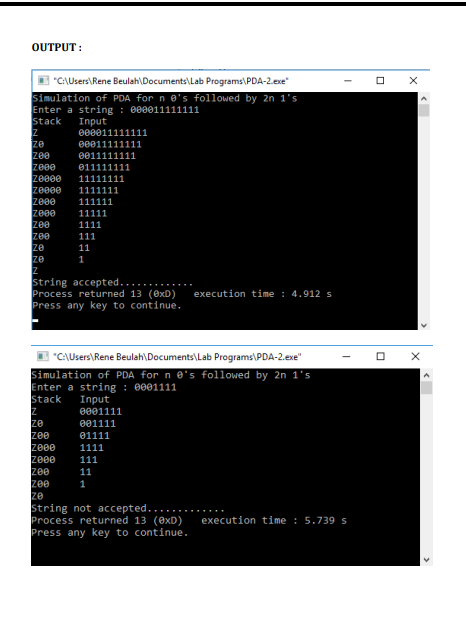 OUTPUT :
"C:\Users\Rene Beulah\Documents\Lab Programs\PDA-2.exe"
Simulation of PDA for n 0's followed by 2n 1's
Enter a string : 000011111111
Stack Input
Z 000011111111
Z0 00011111111
Z00 0011111111
Z000 011111111
Z0000 11111111
Z0000 1111111
Z000 111111
Z000 11111
Z00 1111
Z00 111
Z0 11
Z0 1
Z
String accepted.............
Process returned 13 (0xD) execution time : 4.912 s
Press any key to continue.
"C:\Users\Rene Beulah\Documents\Lab Programs\PDA-2.exe"
Simulation of PDA for n 0's followed by 2n 1's
Enter a string : 0001111
Stack Input
Z 0001111
Z0 001111
Z00 01111
Z000 1111
Z000 111
Z00 11
Z00 1
Z0
String not accepted.............
Process returned 13 (0xD) execution time : 5.739 s
Press any key to continue.